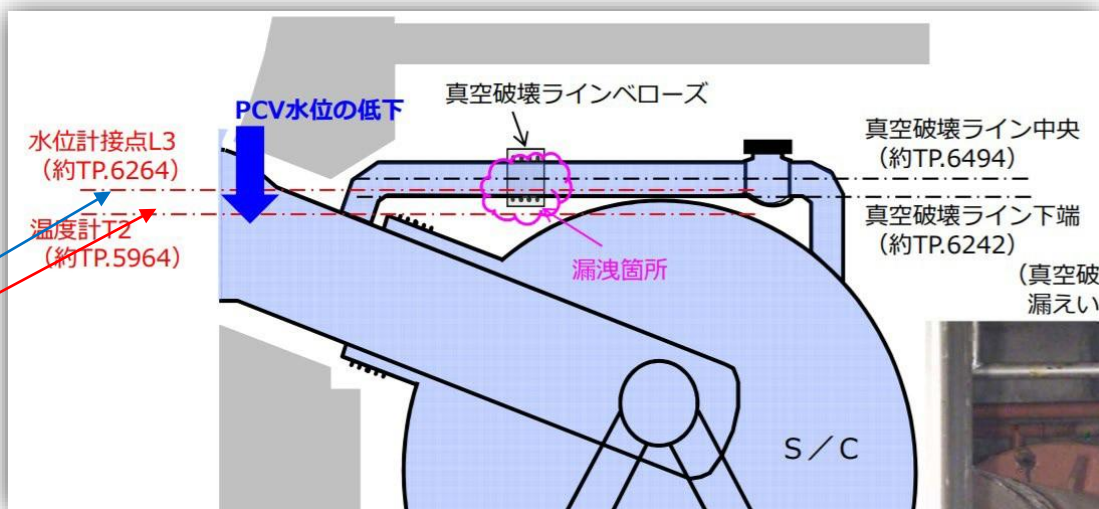 PCV水位の低下
真空破壊ラインベローズ
水位計接点L3
（約TP.6264）
真空破壊ライン中央
（約TP.6494）
温度計T2
（約TP.5964）
真空破壊ライン下端
（約TP.6242）
漏洩箇所
（真空破
漏えい
S／C